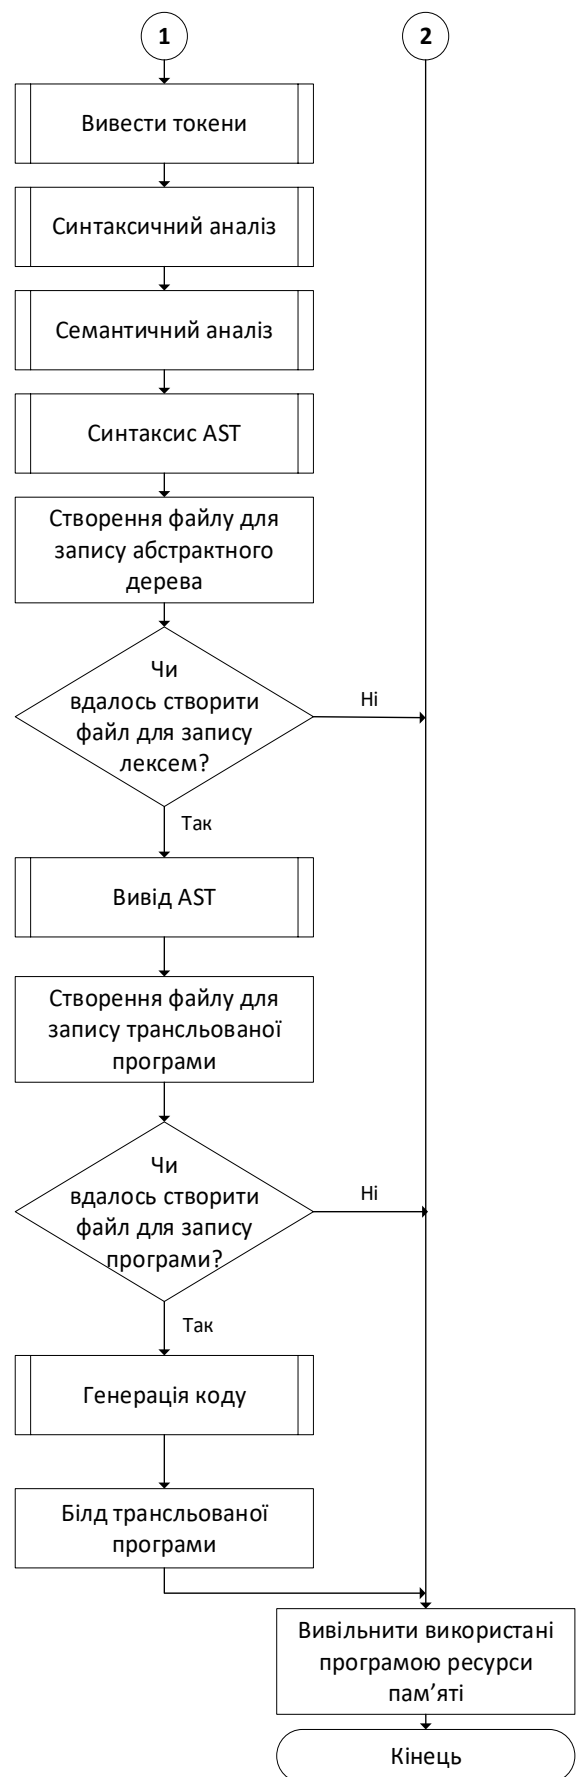 1
2
Вивести токени
Синтаксичний аналіз
Семантичний аналіз
Синтаксис AST
Створення файлу для
запису абстрактного
дерева
Чи
вдалось створити
файл для запису
лексем?
Ні
Так
Вивід AST
Створення файлу для
запису трансльованої
програми
Чи
вдалось створити
файл для запису
програми?
Ні
Так
Генерація коду
Білд трансльованої
програми
Вивільнити використані
програмою ресурси
пам’яті
Кінець